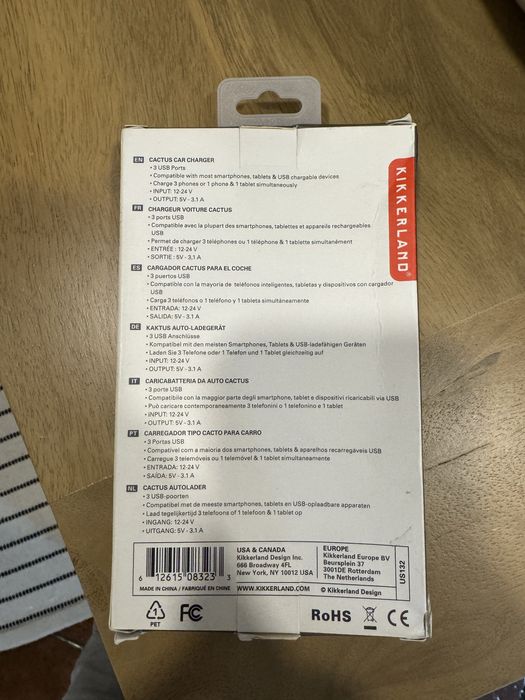 KIKKERLAND®
EN CACTUS CAR CHARGER
• 3 USB Ports
• Compatible with most smartphones, tablets & USB chargable devices
• Charge 3 phones or 1 phone & 1 tablet simultaneously
• INPUT: 12-24 V
• OUTPUT: 5V - 3.1 A
FR CHARGEUR VOITURE CACTUS
• 3 ports USB
• Compatible avec la plupart des smartphones, tablettes et appareils rechargeables
USB
• Permet de charger 3 téléphones ou 1 téléphone & 1 tablette simultanément
• ENTRÉE : 12-24 V
• SORTIE : 5V - 3.1 A
ES CARGADOR CACTUS PARA EL COCHE
• 3 puertos USB
• Compatible con la mayoría de teléfonos inteligentes, tabletas y dispositivos con cargador
USB
• Carga 3 teléfonos o 1 teléfono y 1 tableta simultáneamente
• ENTRADA: 12-24 V
• SALIDA: 5V - 3.1 A
DE KAKTUS AUTO-LADEGERÄT
• 3 USB Anschlüsse
• Kompatibel mit den meisten Smartphones, Tablets & USB-ladefähigen Geräten
• Laden Sie 3 Telefone oder 1 Telefon und 1 Tablet gleichzeitig auf
• INPUT: 12-24 V
• OUTPUT: 5V - 3.1 A
IT CARICABATTERIA DA AUTO CACTUS
• 3 porte USB
• Compatibile con la maggior parte degli smartphone, tablet e dispositivi ricaricabili via USB
• Può caricare contemporaneamente 3 telefonini o 1 telefonino e 1 tablet
• INPUT: 12-24 V
• OUTPUT: 5V - 3.1 A
PT CARREGADOR TIPO CACTO PARA CARRO
• 3 Portas USB
• Compatível com a maioria dos smartphones, tablets & aparelhos recarregáveis USB
• Carregue 3 telemóveis ou 1 telemóvel & 1 tablet simultaneamente
• ENTRADA: 12-24 V
• SAÍDA: 5V - 3.1 A
NL CACTUS AUTOLADER
• 3 USB-poorten
• Compatibel met de meeste smartphones, tablets en USB-oplaadbare apparaten
• Laad tegelijkertijd 3 telefoons of 1 telefoon & 1 tablet op
• INGANG: 12-24 V
• UITGANG: 5V - 3.1 A
6 12615 08323 3
MADE IN CHINA / FABRIQUÉ EN CHINE
USA & CANADA
Kikkerland Design Inc.
666 Broadway 4FL
New York, NY 10012 USA
WWW.KIKKERLAND.COM
EUROPE
Kikkerland Europe BV
Beursplein 37
3001DE Rotterdam
The Netherlands
© Kikkerland Design
US132
1
PET
FC
RoHS
CE